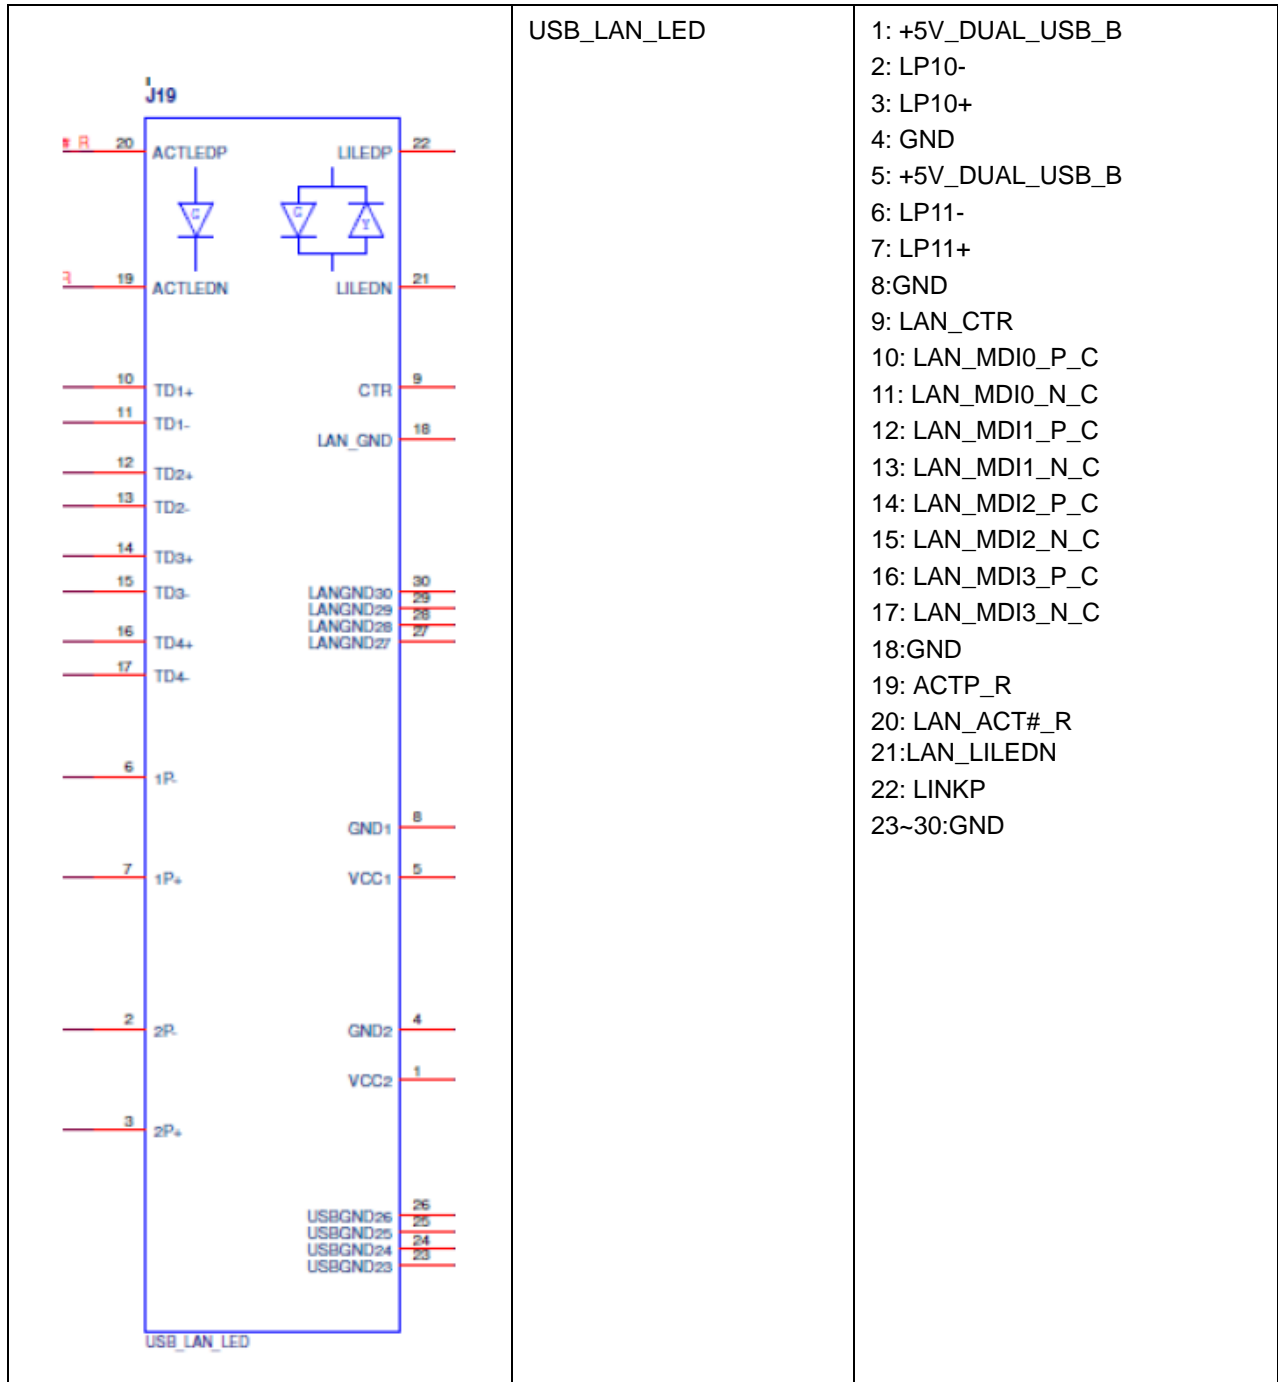 J19
# R
20
ACTLEDP
LILEDP
22
G
G
Y
R
19
ACTLEDN
LILEDN
21
10
TD1+
CTR
9
11
TD1-
LAN_GND
18
12
TD2+
13
TD2-
14
TD3+
15
TD3-
LANGND30
30
LANGND29
29
LANGND28
28
16
TD4+
LANGND27
27
17
TD4-
6
1P-
GND1
8
7
1P+
VCC1
5
2
2P-
GND2
4
VCC2
1
3
2P+
USBGND26
26
USBGND25
25
USBGND24
24
USBGND23
23
USB_LAN_LED
USB_LAN_LED
1: +5V_DUAL_USB_B
2: LP10-
3: LP10+
4: GND
5: +5V_DUAL_USB_B
6: LP11-
7: LP11+
8:GND
9: LAN_CTR
10: LAN_MDI0_P_C
11: LAN_MDI0_N_C
12: LAN_MDI1_P_C
13: LAN_MDI1_N_C
14: LAN_MDI2_P_C
15: LAN_MDI2_N_C
16: LAN_MDI3_P_C
17: LAN_MDI3_N_C
18:GND
19: ACTP_R
20: LAN_ACT#_R
21:LAN_LILEDN
22: LINKP
23~30:GND